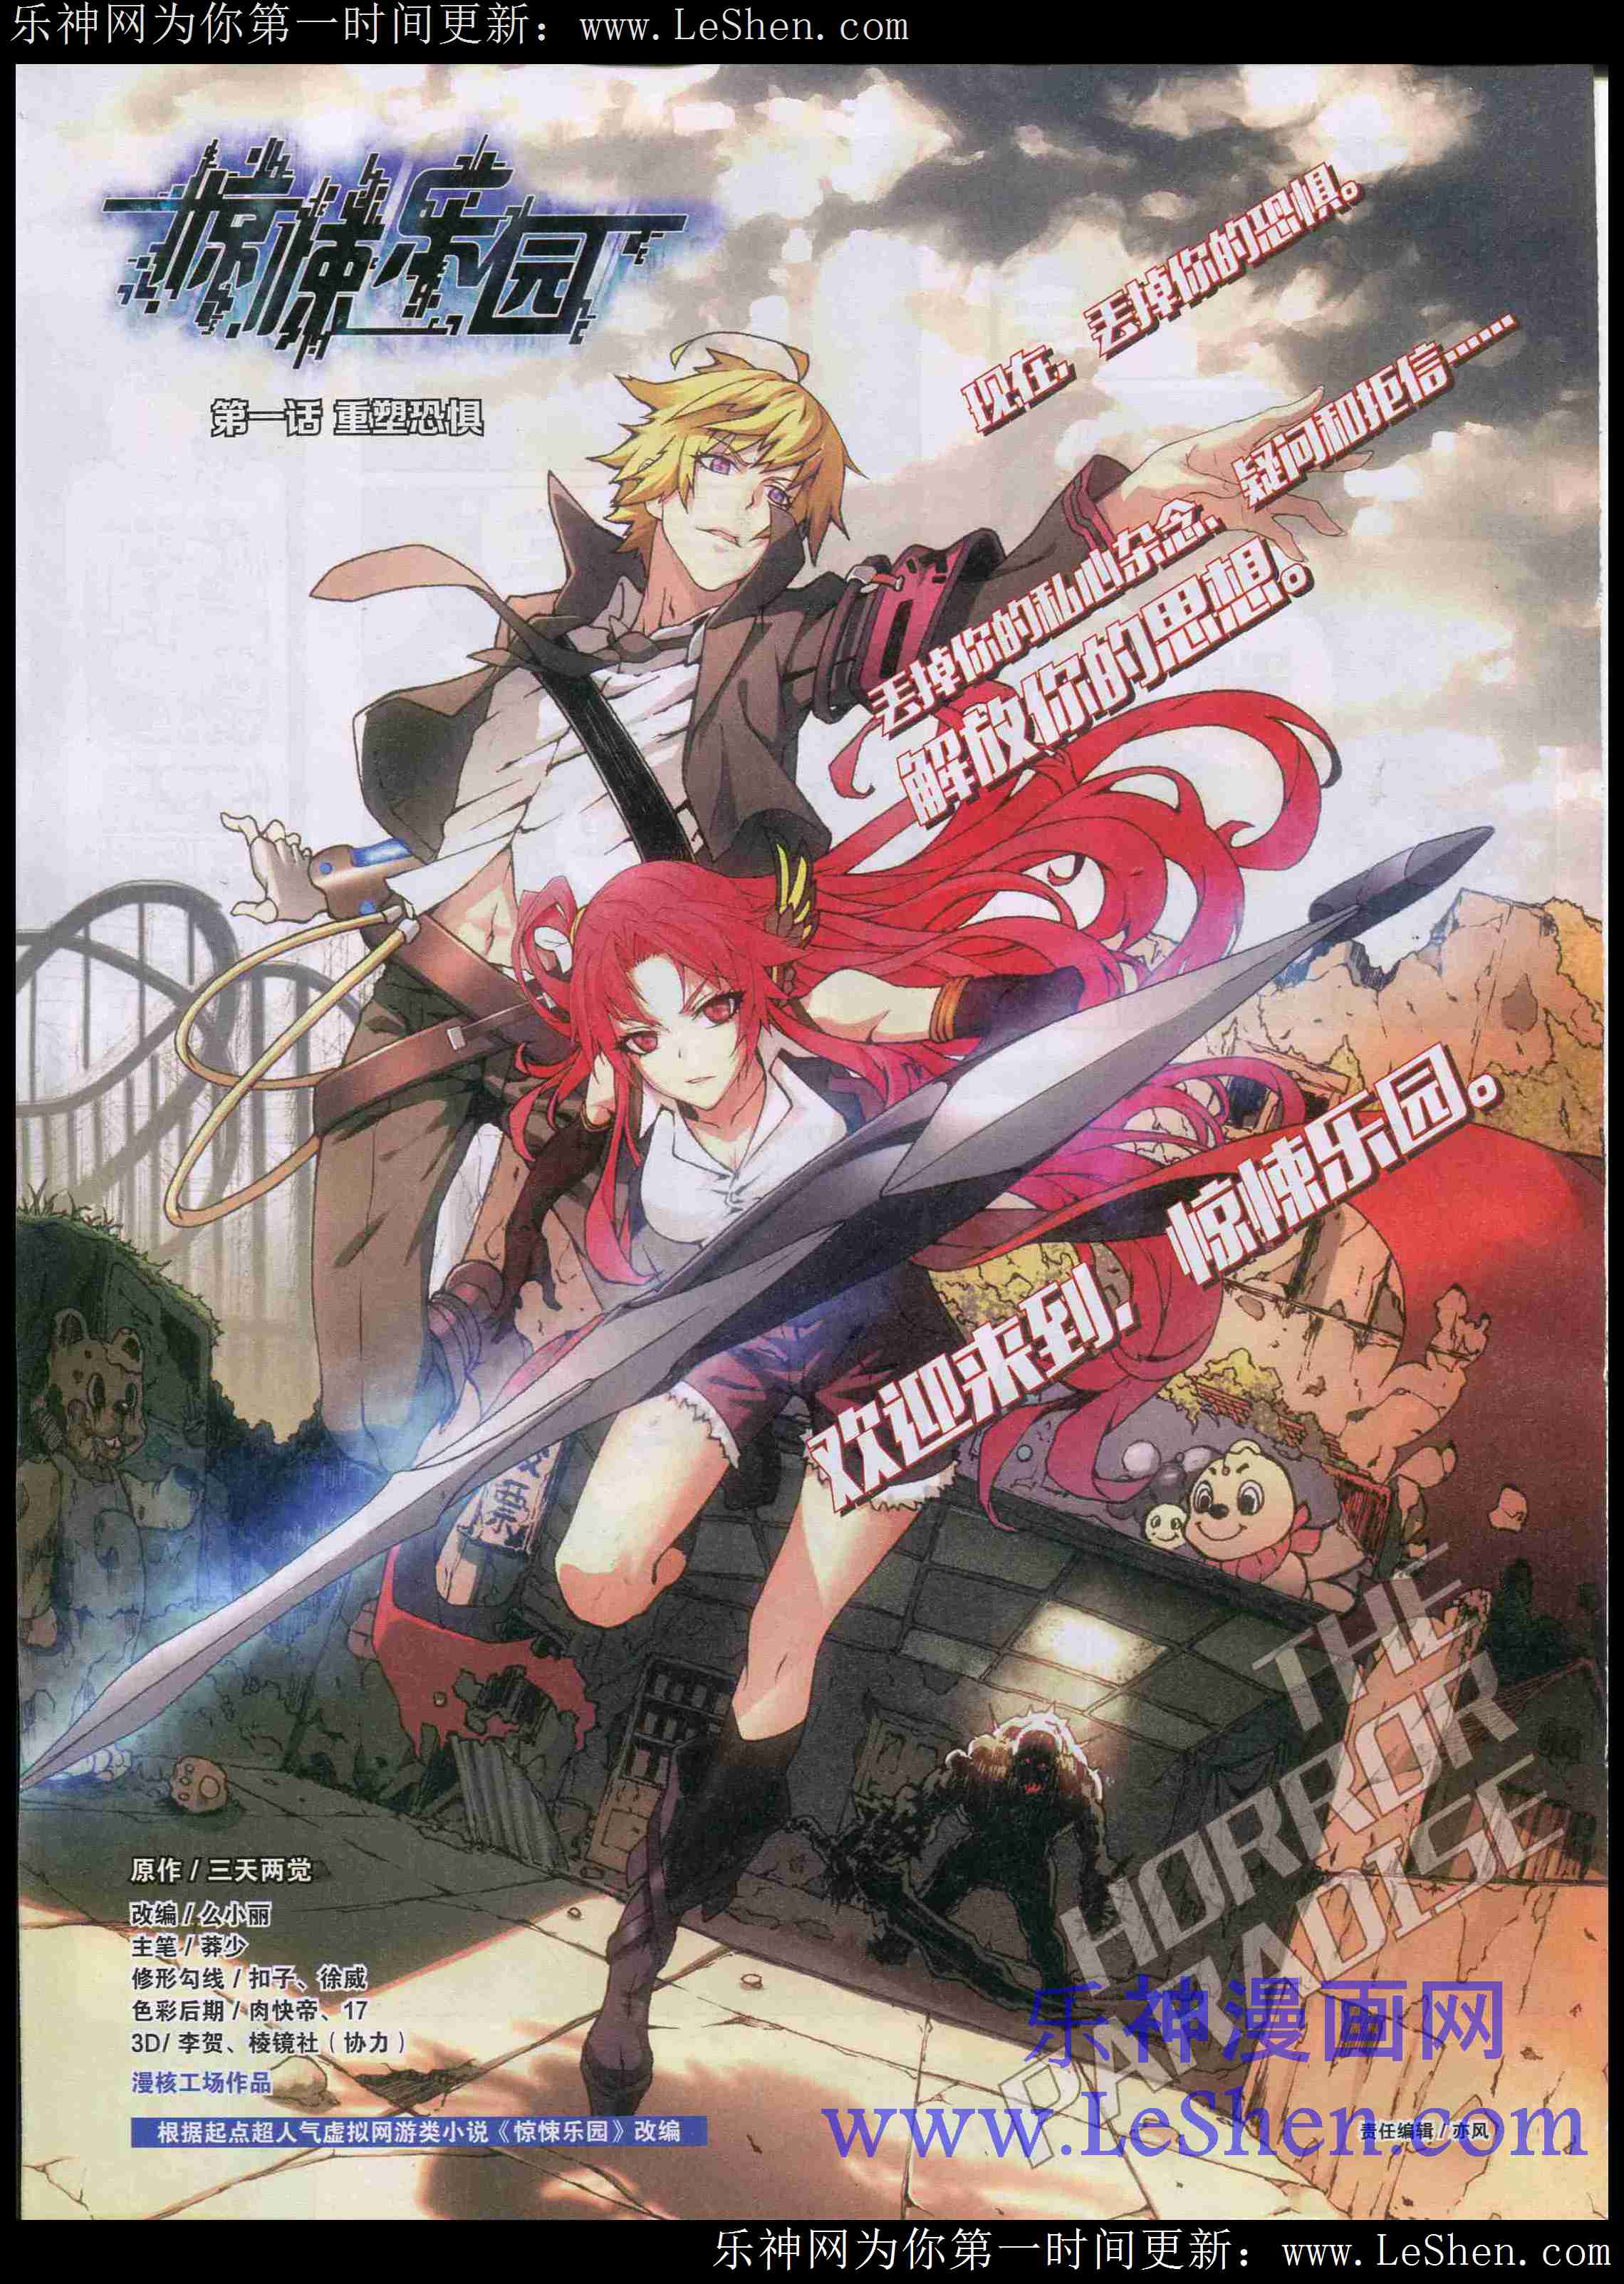 乐神网为你第一时间更新：www.LeShen.com
惊悚乐园
第一话 重塑恐惧
现在，丢掉你的恐惧。
丢掉你的私心杂念、疑问和拒信……
解放你的思想。
欢迎来到，惊悚乐园。
THE
HORROR
PARADISE
原作 / 三天两觉
改编 / 么小丽
主笔 / 莽少
修形勾线 / 扣子、徐威
色彩后期 / 肉快帝、17
3D/ 李贺、棱镜社（协力）
漫核工场作品
根据起点超人气虚拟网游类小说《惊悚乐园》改编
乐神漫画网
www.LeShen.com
责任编辑 / 亦风
乐神网为你第一时间更新：www.LeShen.com